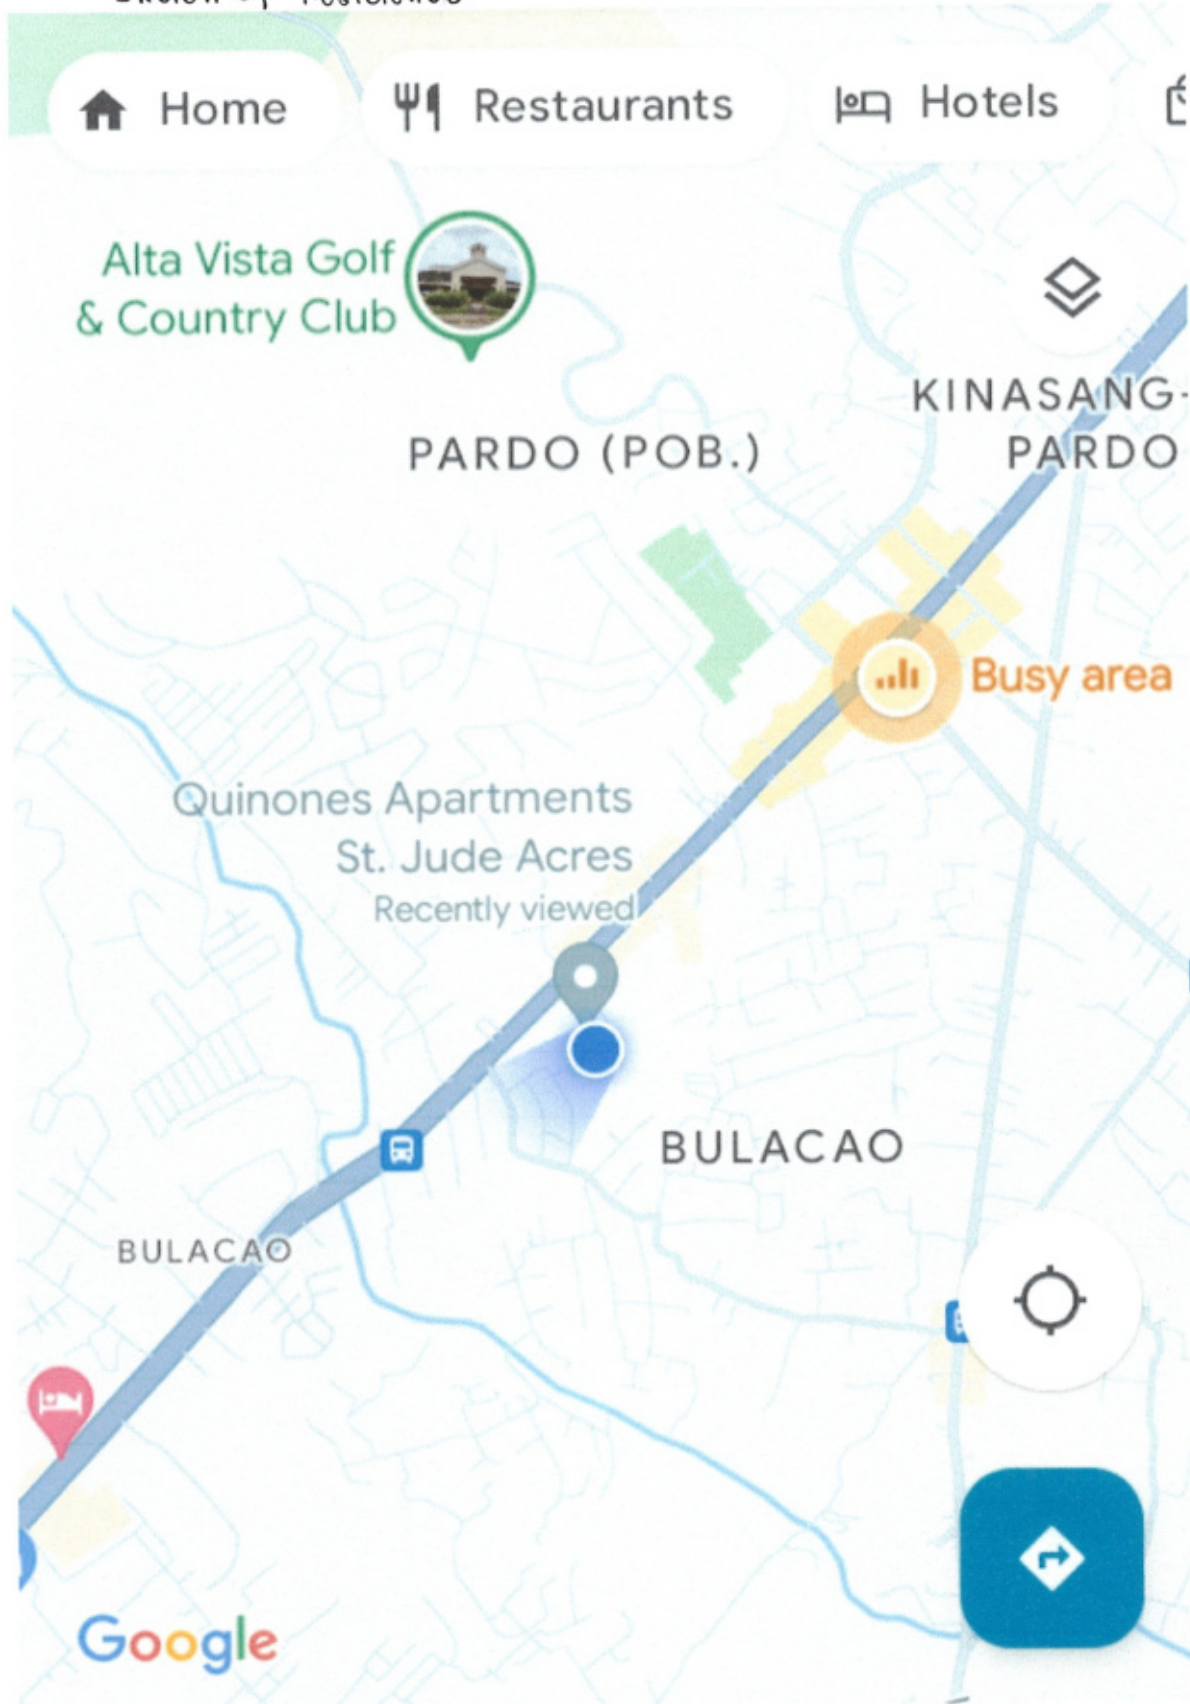 Home
Restaurants
Hotels
Alta Vista Golf
& Country Club
KINASANG-
PARDO
PARDO (POB.)
Busy area
Quinones Apartments
St. Jude Acres
Recently viewed
BULACAO
BULACAO
Google